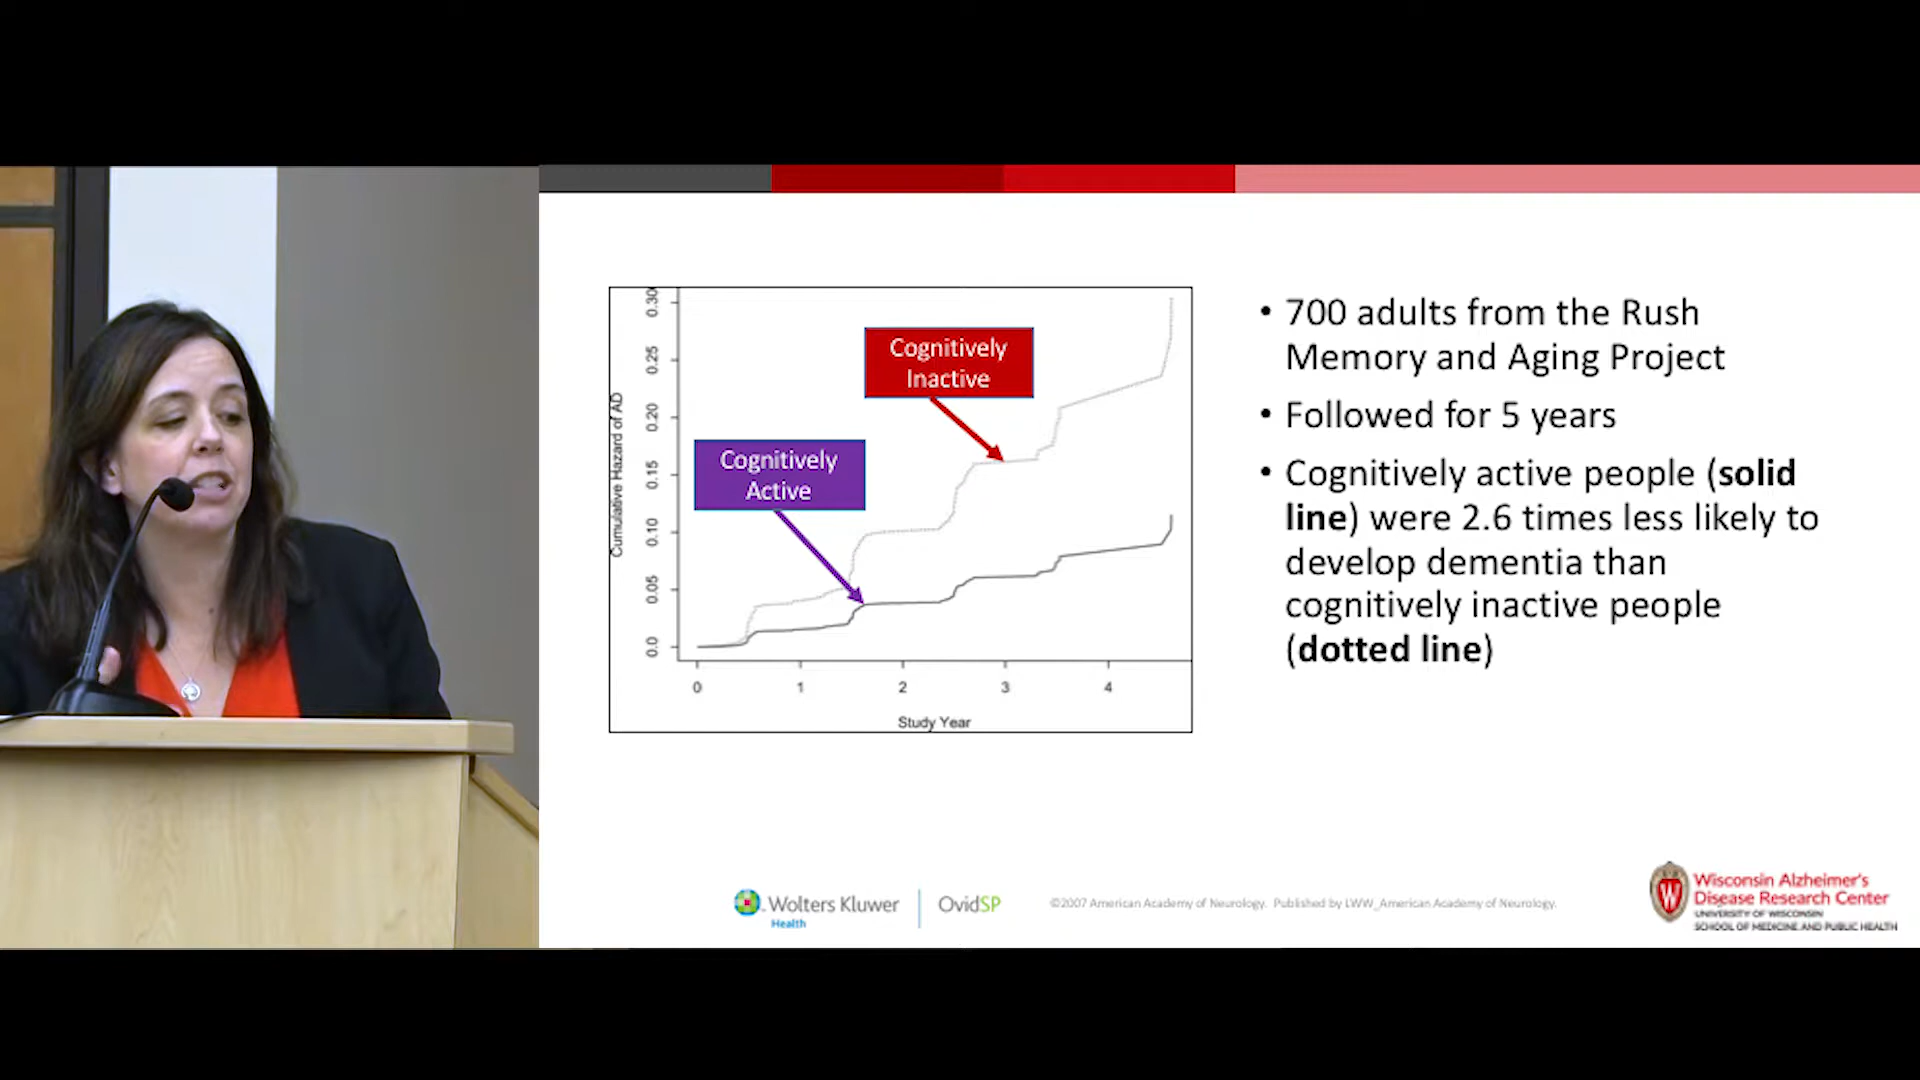 0.30
0.25
0.20
0.15
0.10
0.05
0.0
Cumulative Hazard of AD
Cognitively
Inactive
Cognitively
Active
0 1 2 3 4
Study Year
• 700 adults from the Rush
Memory and Aging Project
• Followed for 5 years
• Cognitively active people (solid
line) were 2.6 times less likely to
develop dementia than
cognitively inactive people
(dotted line)
Wolters Kluwer
Health
OvidSP
©2007 American Academy of Neurology. Published by LWW_American Academy of Neurology.
W
Wisconsin Alzheimer's
Disease Research Center
UNIVERSITY OF WISCONSIN
SCHOOL OF MEDICINE AND PUBLIC HEALTH